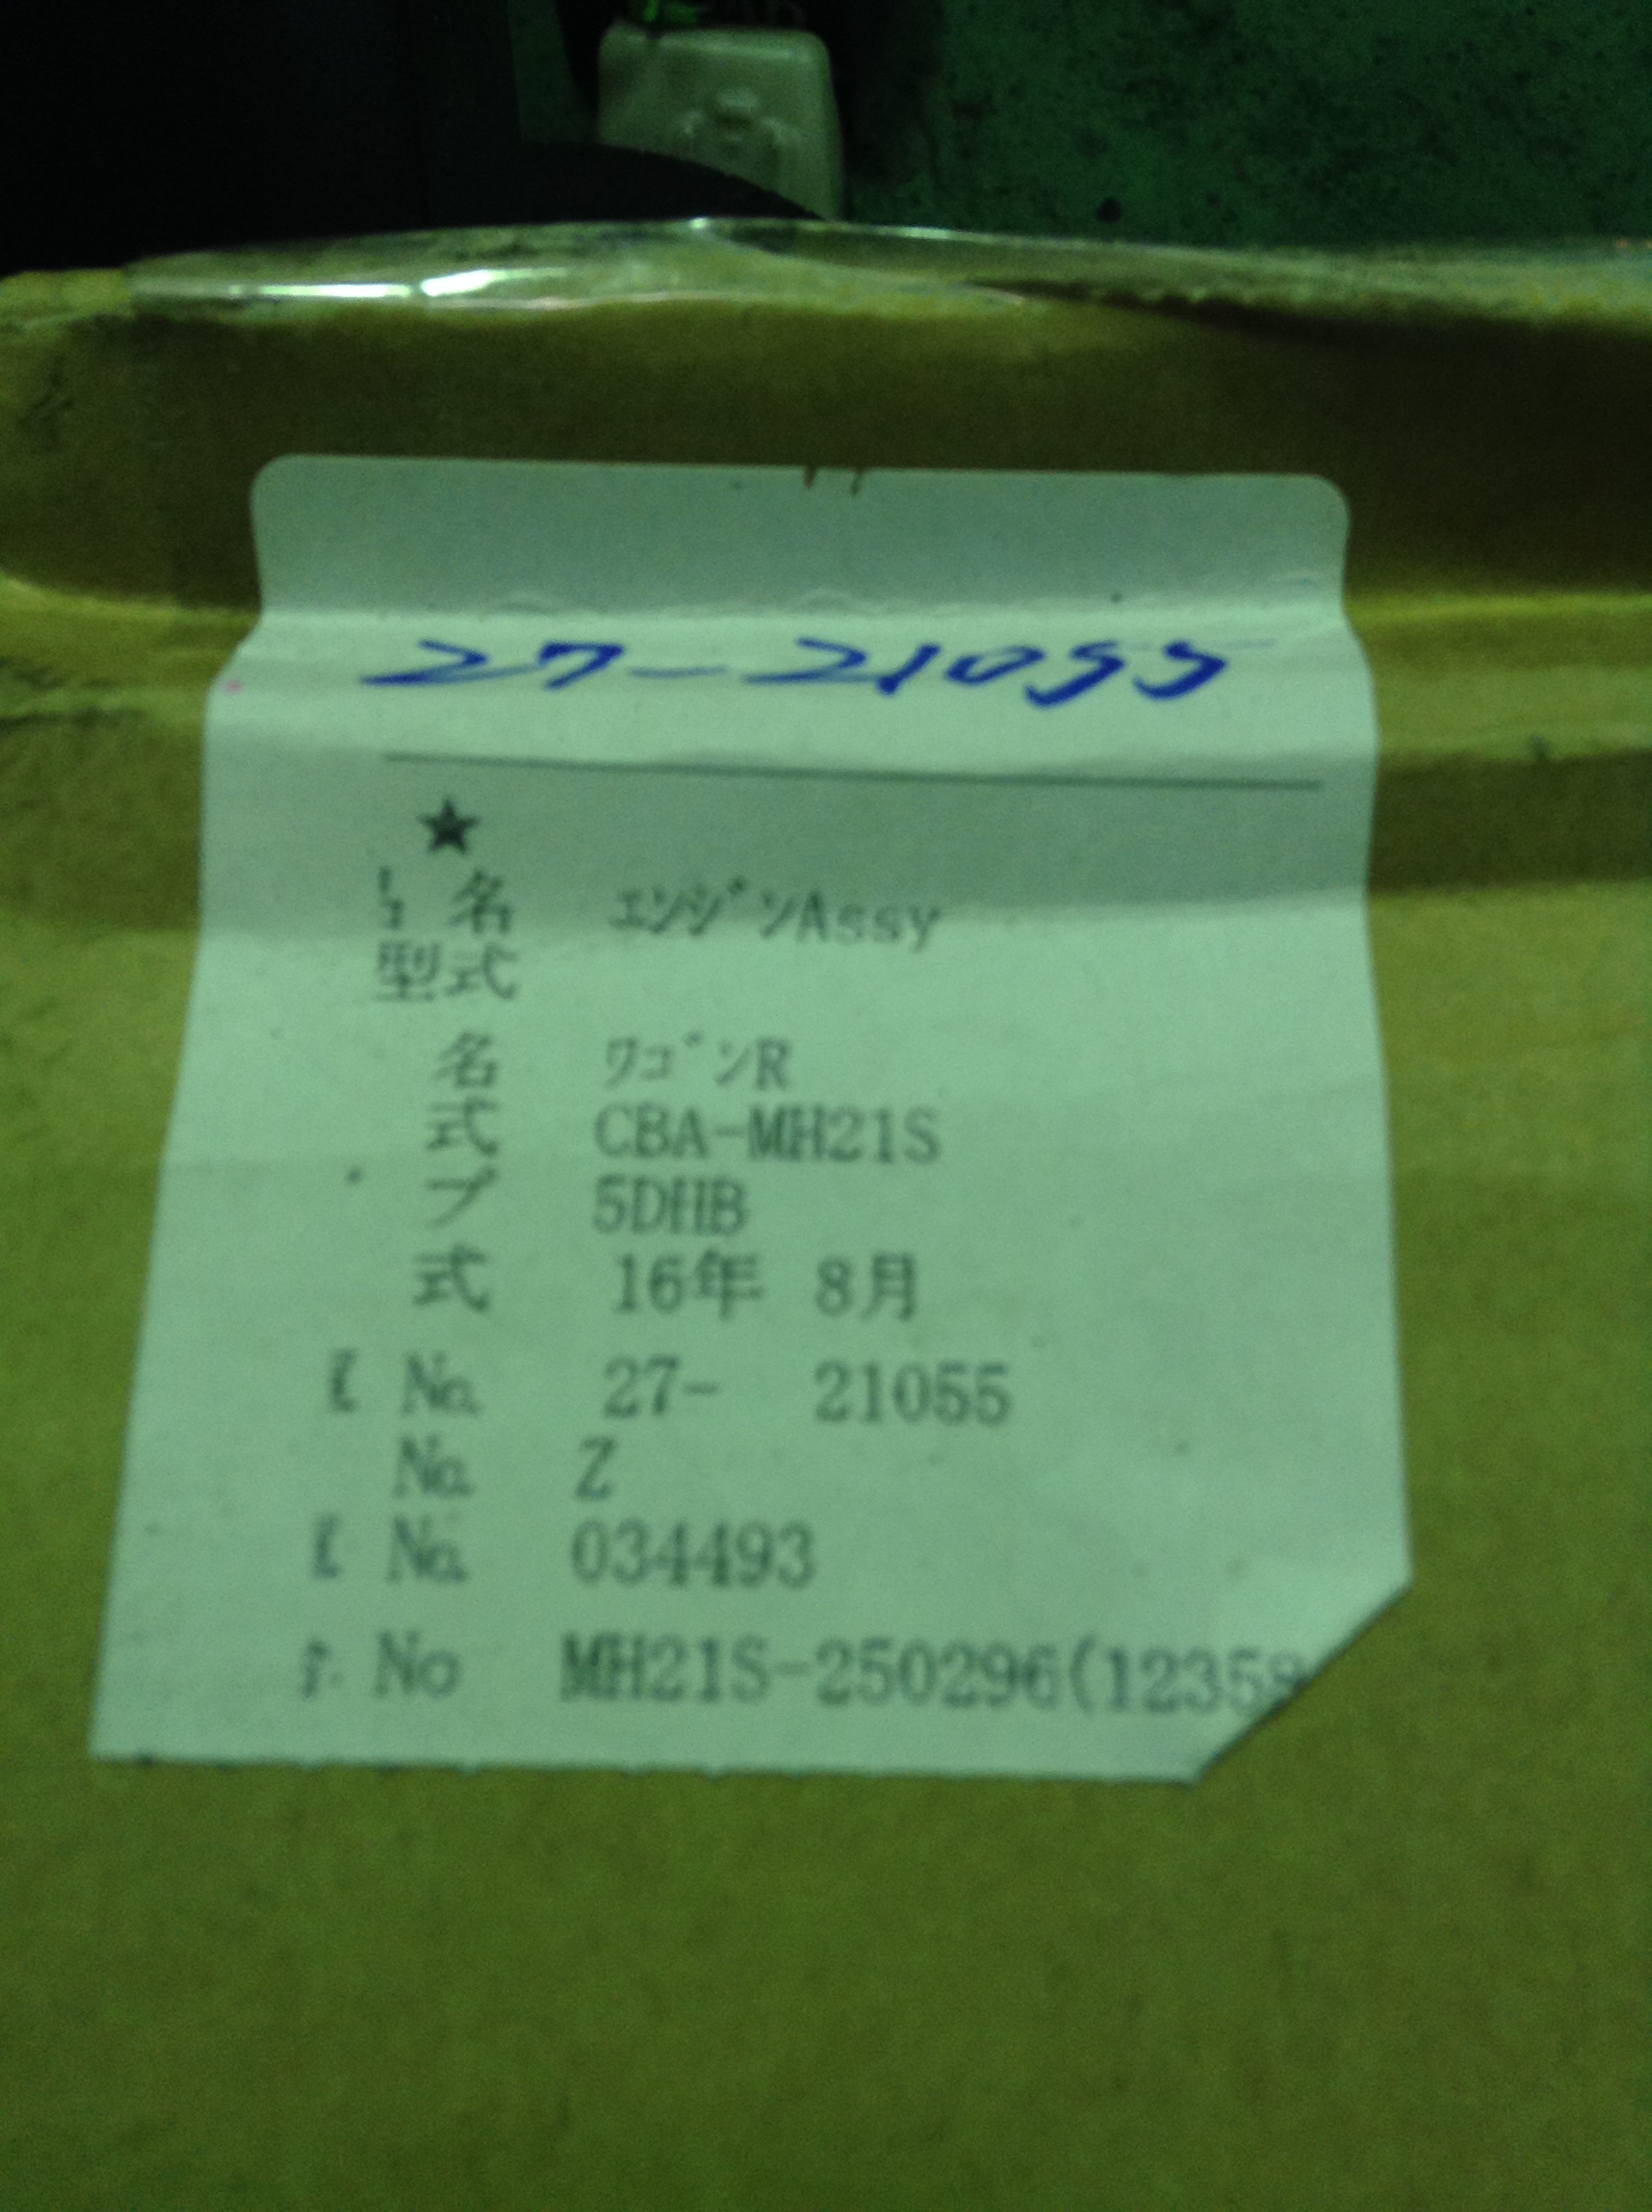 27-21055
★
名 ｴﾝｼﾞﾝAssy
型式
名 ﾜｺﾞﾝR
式 CBA-MH21S
プ 5DHB
式 16年 8月
No. 27- 21055
No. Z
No. 034493
No MH21S-250296(12358